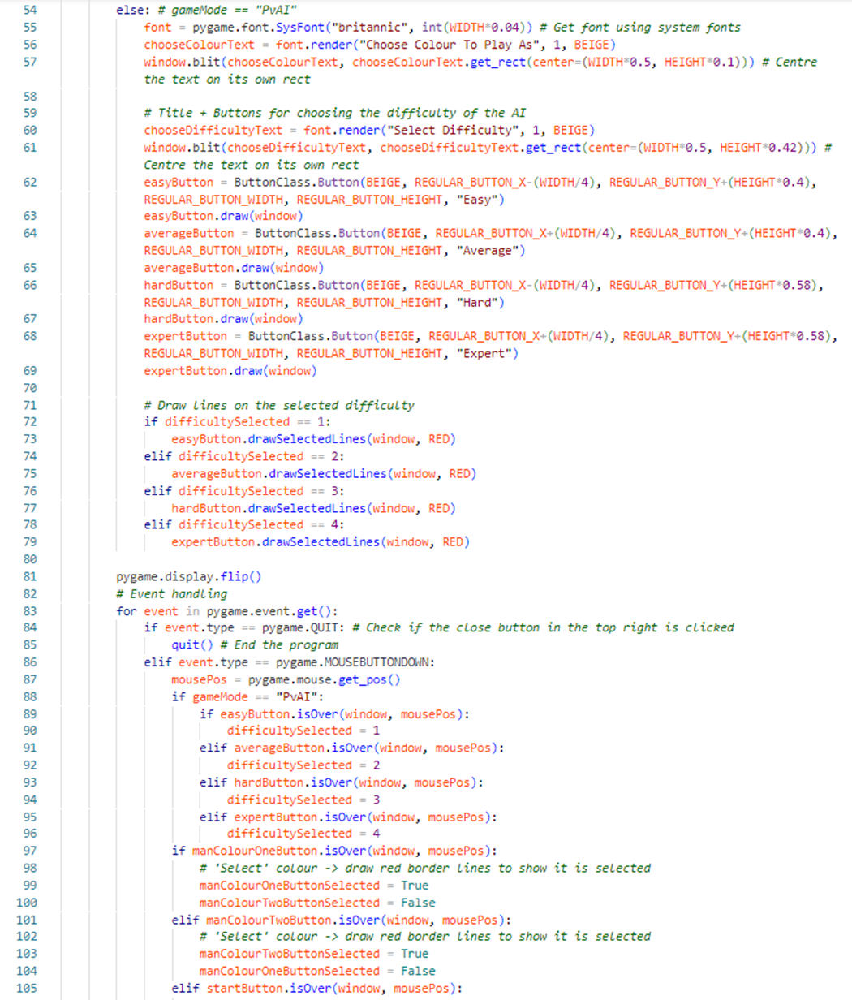 54 else: # gameMode == "PvAI"
55 font = pygame.font.SysFont("britannic", int(WIDTH*0.04)) # Get font using system fonts
56 chooseColourText = font.render("Choose Colour To Play As", 1, BEIGE)
57 window.blit(chooseColourText, chooseColourText.get_rect(center=(WIDTH*0.5, HEIGHT*0.1))) # Centre
the text on its own rect
58
59 # Title + Buttons for choosing the difficulty of the AI
60 chooseDifficultyText = font.render("Select Difficulty", 1, BEIGE)
61 window.blit(chooseDifficultyText, chooseDifficultyText.get_rect(center=(WIDTH*0.5, HEIGHT*0.42))) #
Centre the text on its own rect
62 easyButton = ButtonClass.Button(BEIGE, REGULAR_BUTTON_X-(WIDTH/4), REGULAR_BUTTON_Y+(HEIGHT*0.4),
REGULAR_BUTTON_WIDTH, REGULAR_BUTTON_HEIGHT, "Easy")
63 easyButton.draw(window)
64 averageButton = ButtonClass.Button(BEIGE, REGULAR_BUTTON_X+(WIDTH/4), REGULAR_BUTTON_Y+(HEIGHT*0.4),
REGULAR_BUTTON_WIDTH, REGULAR_BUTTON_HEIGHT, "Average")
65 averageButton.draw(window)
66 hardButton = ButtonClass.Button(BEIGE, REGULAR_BUTTON_X-(WIDTH/4), REGULAR_BUTTON_Y+(HEIGHT*0.58),
REGULAR_BUTTON_WIDTH, REGULAR_BUTTON_HEIGHT, "Hard")
67 hardButton.draw(window)
68 expertButton = ButtonClass.Button(BEIGE, REGULAR_BUTTON_X+(WIDTH/4), REGULAR_BUTTON_Y+(HEIGHT*0.58),
REGULAR_BUTTON_WIDTH, REGULAR_BUTTON_HEIGHT, "Expert")
69 expertButton.draw(window)
70
71 # Draw lines on the selected difficulty
72 if difficultySelected == 1:
73 easyButton.drawSelectedLines(window, RED)
74 elif difficultySelected == 2:
75 averageButton.drawSelectedLines(window, RED)
76 elif difficultySelected == 3:
77 hardButton.drawSelectedLines(window, RED)
78 elif difficultySelected == 4:
79 expertButton.drawSelectedLines(window, RED)
80
81 pygame.display.flip()
82 # Event handling
83 for event in pygame.event.get():
84 if event.type == pygame.QUIT: # Check if the close button in the top right is clicked
85 quit() # End the program
86 elif event.type == pygame.MOUSEBUTTONDOWN:
87 mousePos = pygame.mouse.get_pos()
88 if gameMode == "PvAI":
89 if easyButton.isOver(window, mousePos):
90 difficultySelected = 1
91 elif averageButton.isOver(window, mousePos):
92 difficultySelected = 2
93 elif hardButton.isOver(window, mousePos):
94 difficultySelected = 3
95 elif expertButton.isOver(window, mousePos):
96 difficultySelected = 4
97 if manColourOneButton.isOver(window, mousePos):
98 # 'Select' colour -> draw red border lines to show it is selected
99 manColourOneButtonSelected = True
100 manColourTwoButtonSelected = False
101 elif manColourTwoButton.isOver(window, mousePos):
102 # 'Select' colour -> draw red border lines to show it is selected
103 manColourTwoButtonSelected = True
104 manColourOneButtonSelected = False
105 elif startButton.isOver(window, mousePos):